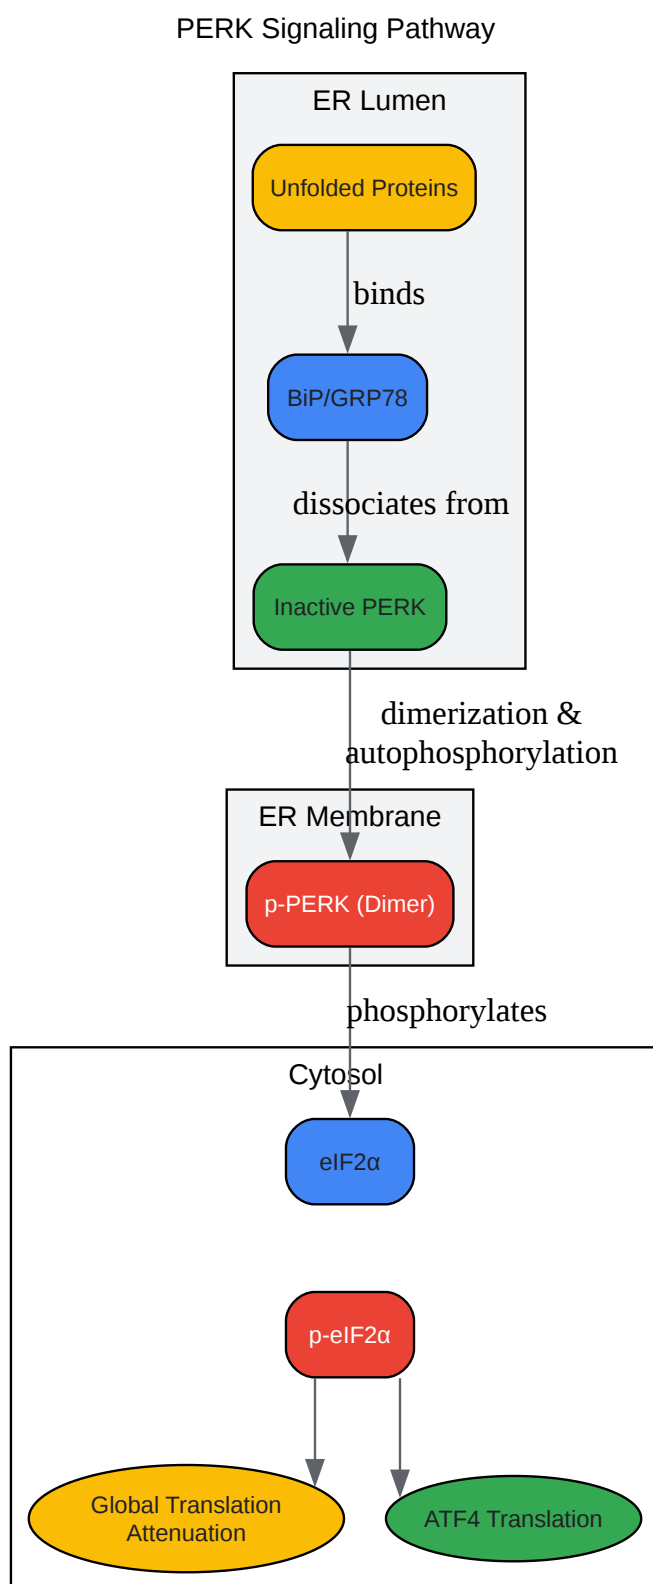 PERK Signaling Pathway
ER Lumen
Unfolded Proteins
binds
BiP/GRP78
dissociates from
Inactive PERK
dimerization &
autophosphorylation
ER Membrane
p-PERK (Dimer)
phosphorylates
Cytosol
eIF2α
p-eIF2α
Global Translation
Attenuation
ATF4 Translation